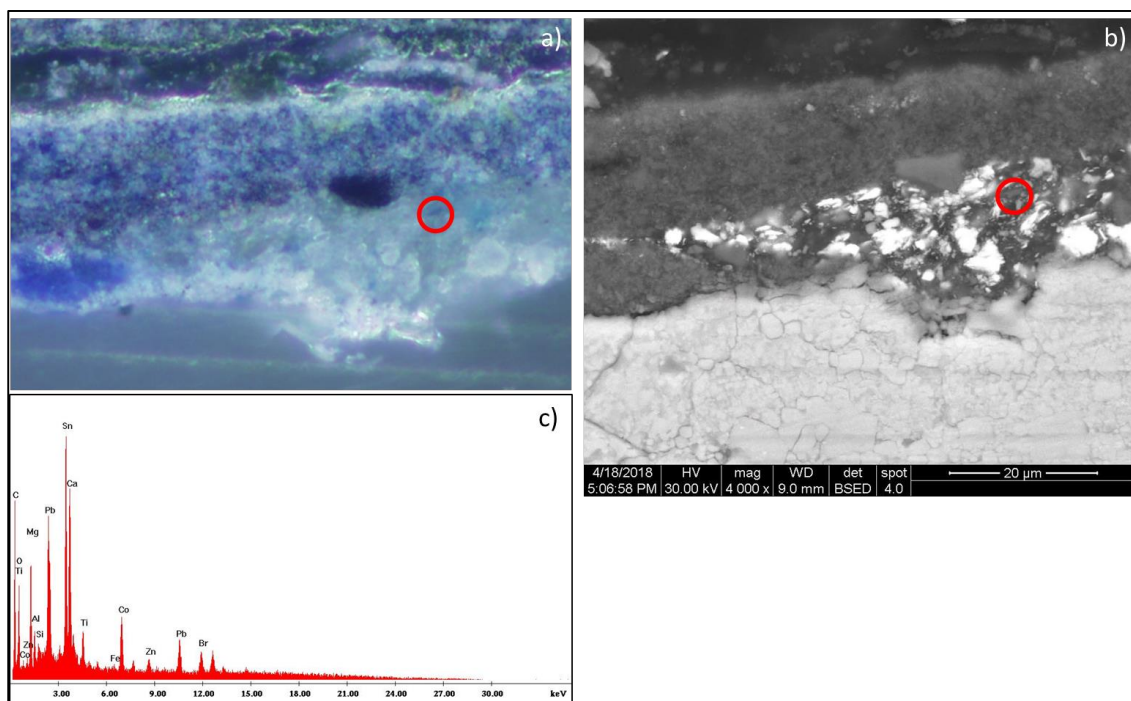 a)
b)
4/18/2018 HV mag WD det spot 20 µm
5:06:58 PM 30.00 kV 4 000 x 9.0 mm BSED 4.0
c)
Sn
C
Ca
Pb
Mg
O
Ti
Al
Zn
Si
Co
Co
Ti
Fe
Zn
Pb
Br
3.00 6.00 9.00 12.00 15.00 18.00 21.00 24.00 27.00 30.00 keV